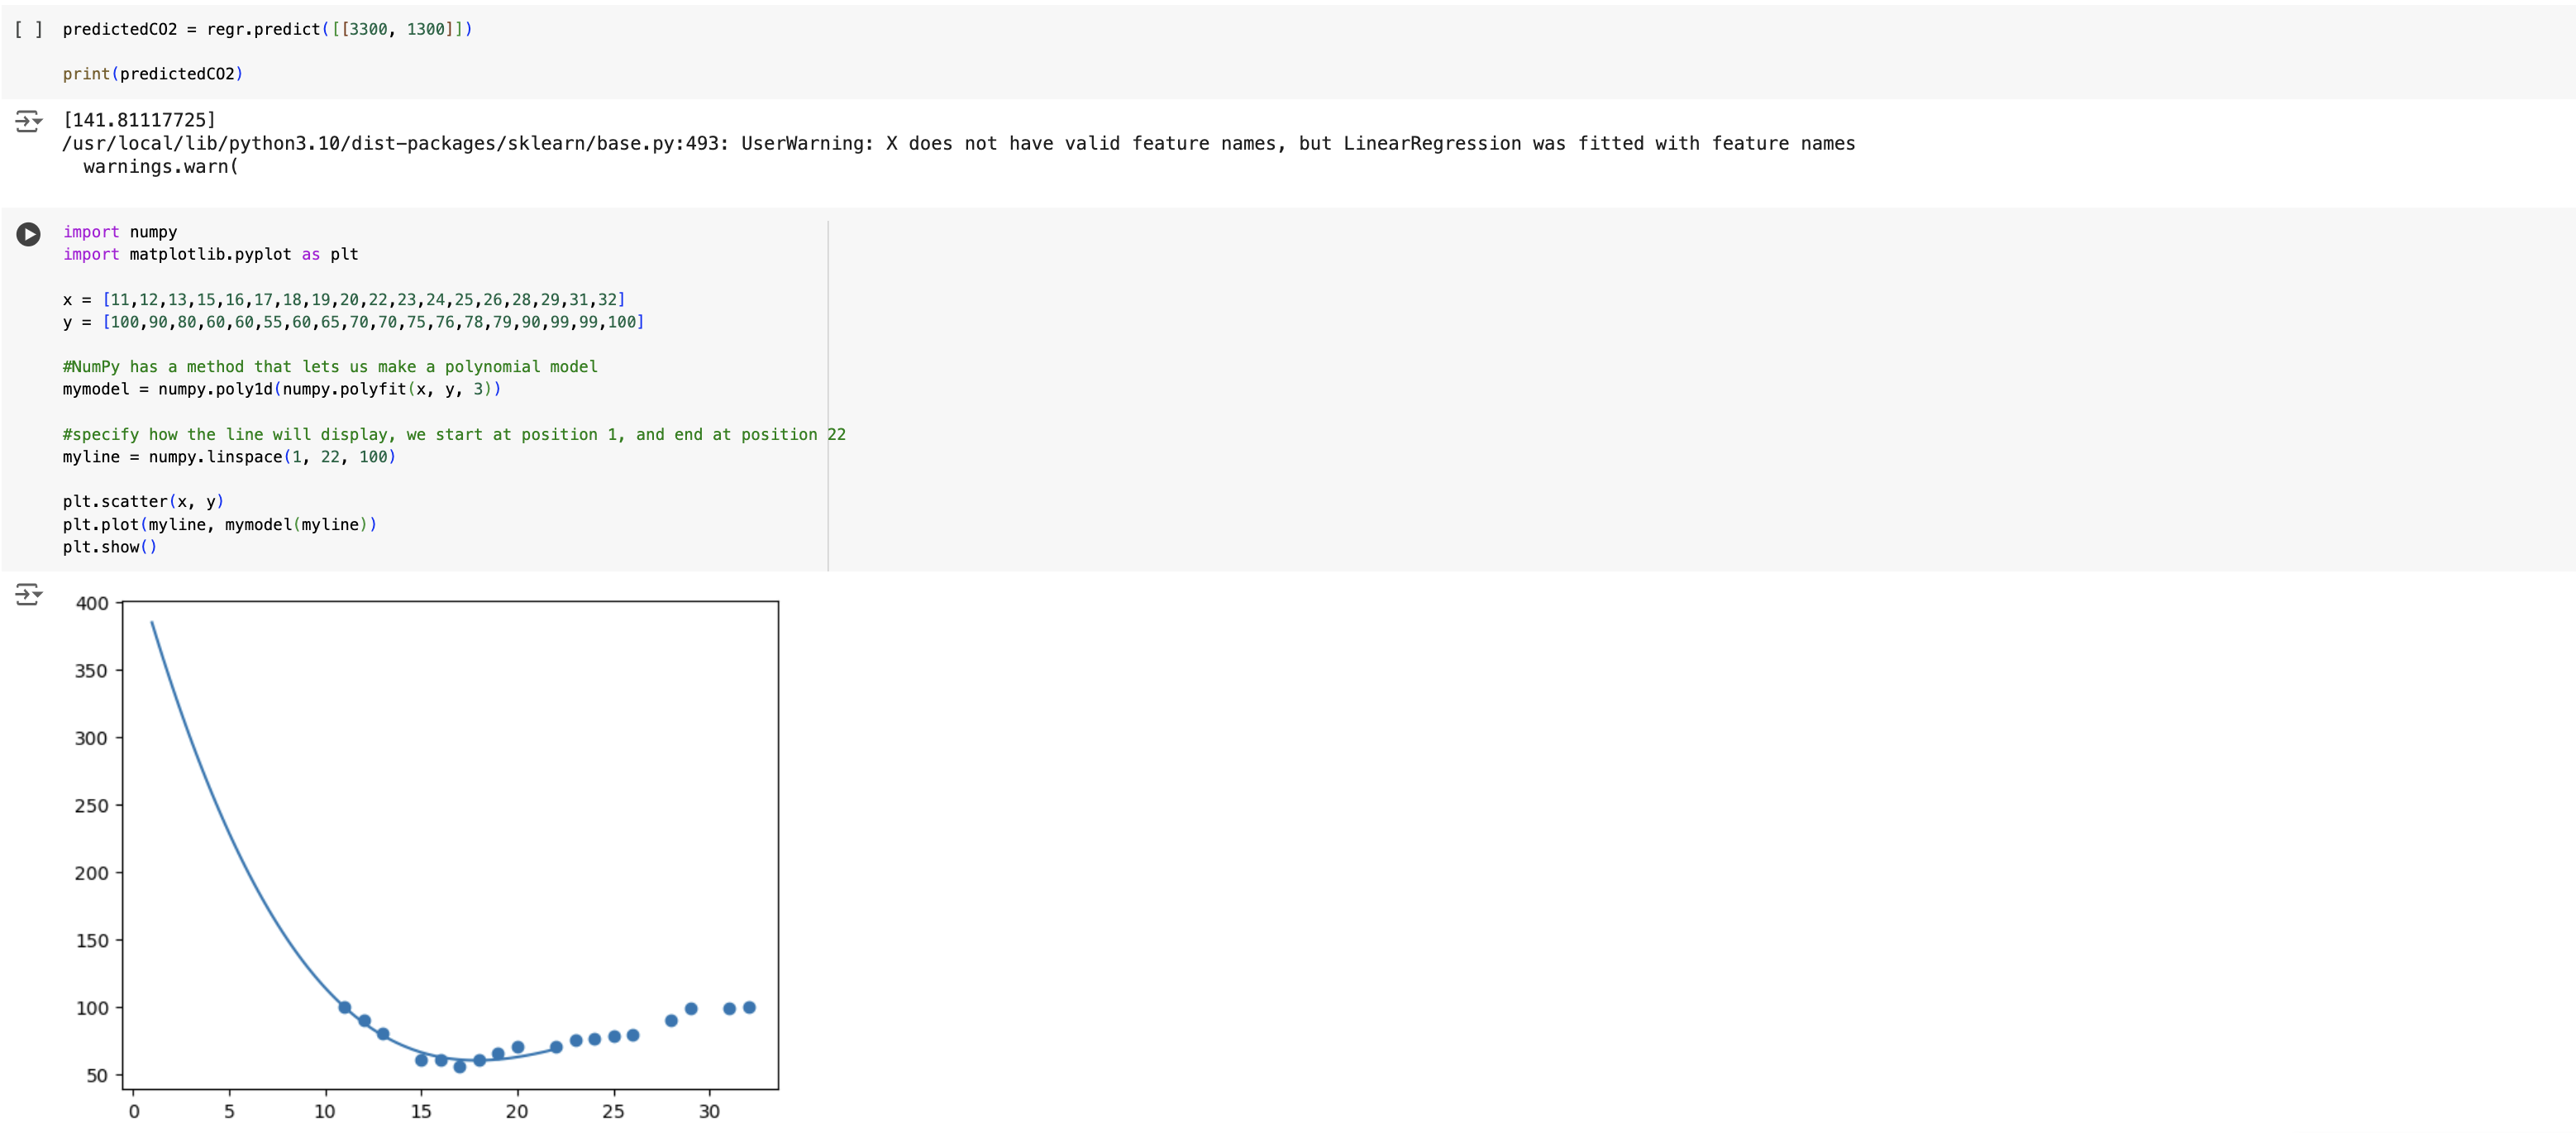 [ ] predictedCO2 = regr.predict([[3300, 1300]])
print(predictedCO2)
[141.81117725]
/usr/local/lib/python3.10/dist-packages/sklearn/base.py:493: UserWarning: X does not have valid feature names, but LinearRegression was fitted with feature names
warnings.warn(
import numpy
import matplotlib.pyplot as plt
x = [11,12,13,15,16,17,18,19,20,22,23,24,25,26,28,29,31,32]
y = [100,90,80,60,60,55,60,65,70,70,75,76,78,79,90,99,99,100]
#NumPy has a method that lets us make a polynomial model
mymodel = numpy.poly1d(numpy.polyfit(x, y, 3))
#specify how the line will display, we start at position 1, and end at position 22
myline = numpy.linspace(1, 22, 100)
plt.scatter(x, y)
plt.plot(myline, mymodel(myline))
plt.show()
400
350
300
250
200
150
100
50
0 5 10 15 20 25 30